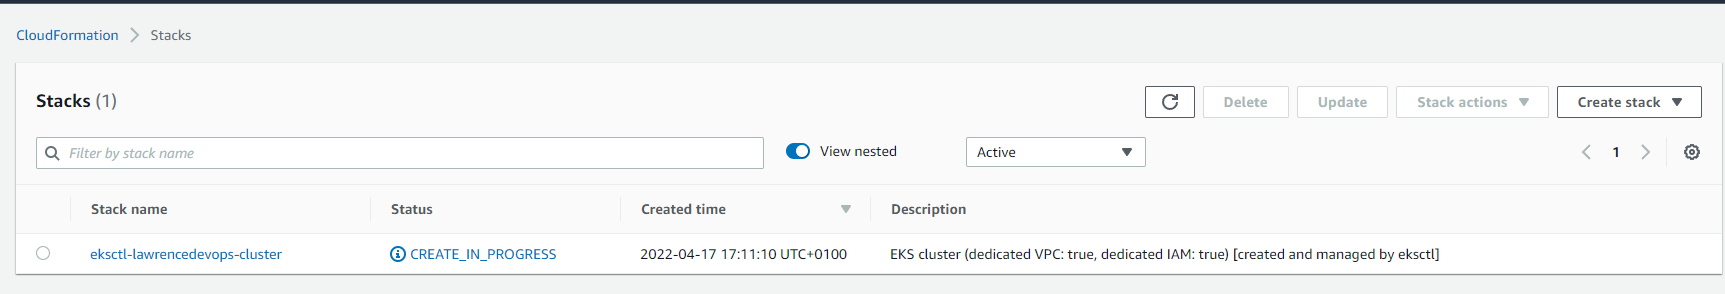 CloudFormation > Stacks
Stacks (1)
Delete
Update
Stack actions
Create stack
Filter by stack name
View nested
Active
1
Stack name Status Created time Description
eksctl-lawrencedevops-cluster CREATE_IN_PROGRESS 2022-04-17 17:11:10 UTC+0100 EKS cluster (dedicated VPC: true, dedicated IAM: true) [created and managed by eksctl]